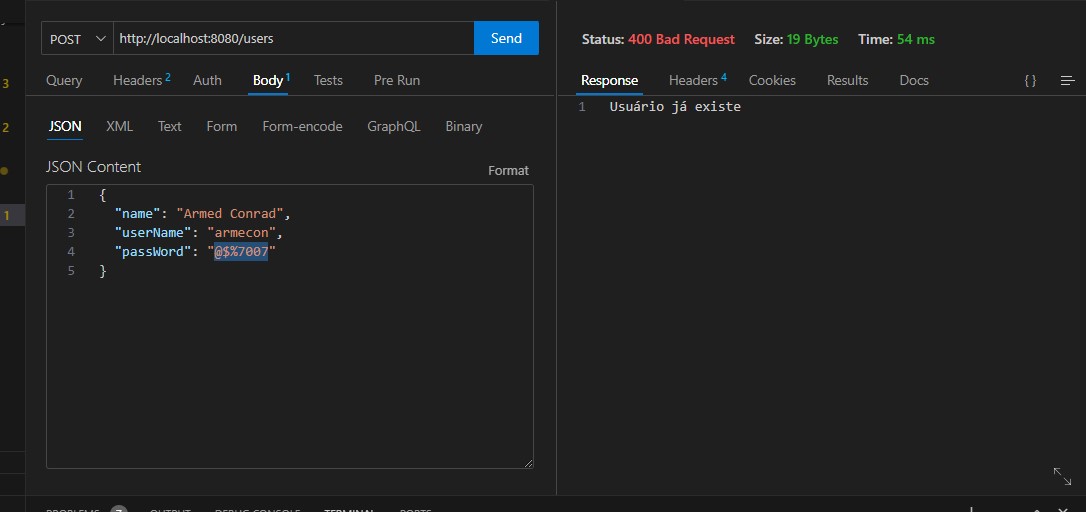 POST http://localhost:8080/users Send
Status: 400 Bad Request Size: 19 Bytes Time: 54 ms
Query Headers 2 Auth Body 1 Tests Pre Run
Response Headers 4 Cookies Results Docs { }
3
1 Usuário já existe
2
JSON XML Text Form Form-encode GraphQL Binary
JSON Content Format
1 {
2 "name": "Armed Conrad",
1
3 "userName": "armecon",
4 "passWord": "@$%7007"
5 }
PROBLEMS 7 OUTPUT DEBUG CONSOLE TERMINAL PORTS